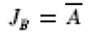 $J_B = \overline{A}$